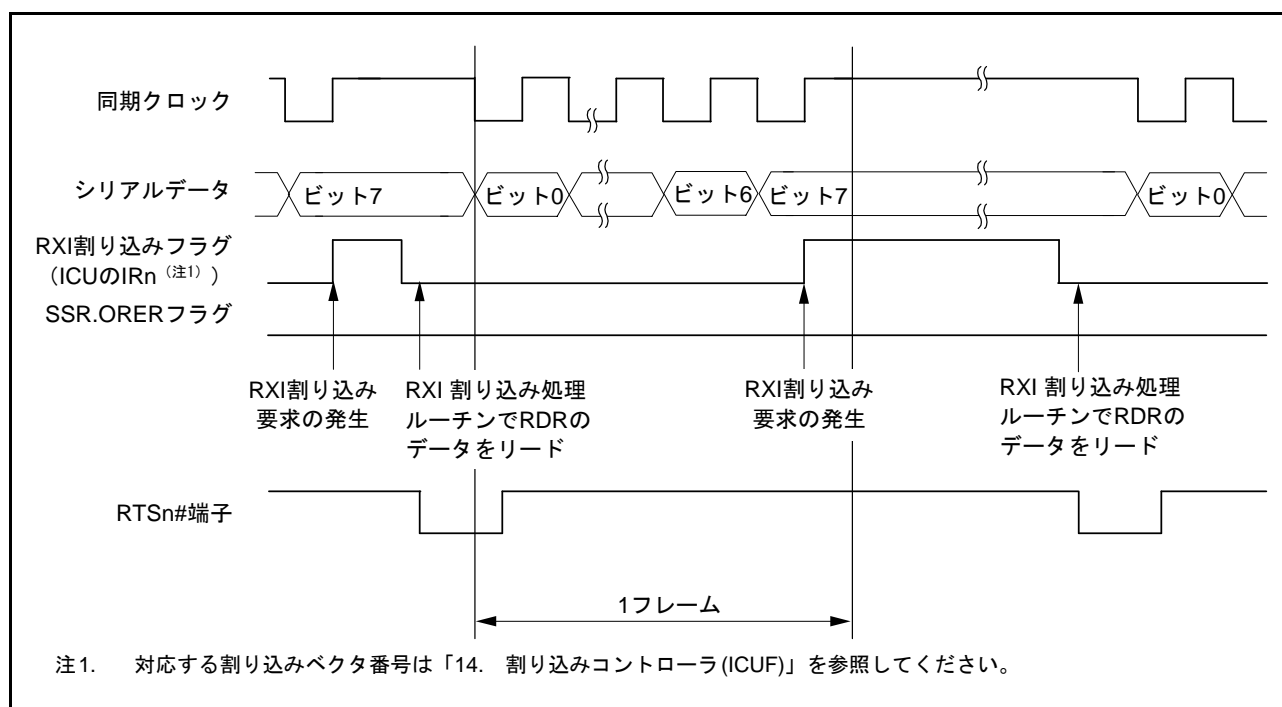 同期クロック
シリアルデータ
ビット7
ビット0
ビット6
ビット7
ビット0
RXI割り込みフラグ
(ICUのIRn (注1) )
SSR.ORERフラグ
RXI割り込み
要求の発生
RXI 割り込み処理
ルーチンでRDRの
データをリード
RXI割り込み
要求の発生
RXI 割り込み処理
ルーチンでRDRの
データをリード
RTSn#端子
1フレーム
注1. 対応する割り込みベクタ番号は「14. 割り込みコントローラ(ICUF)」を参照してください。